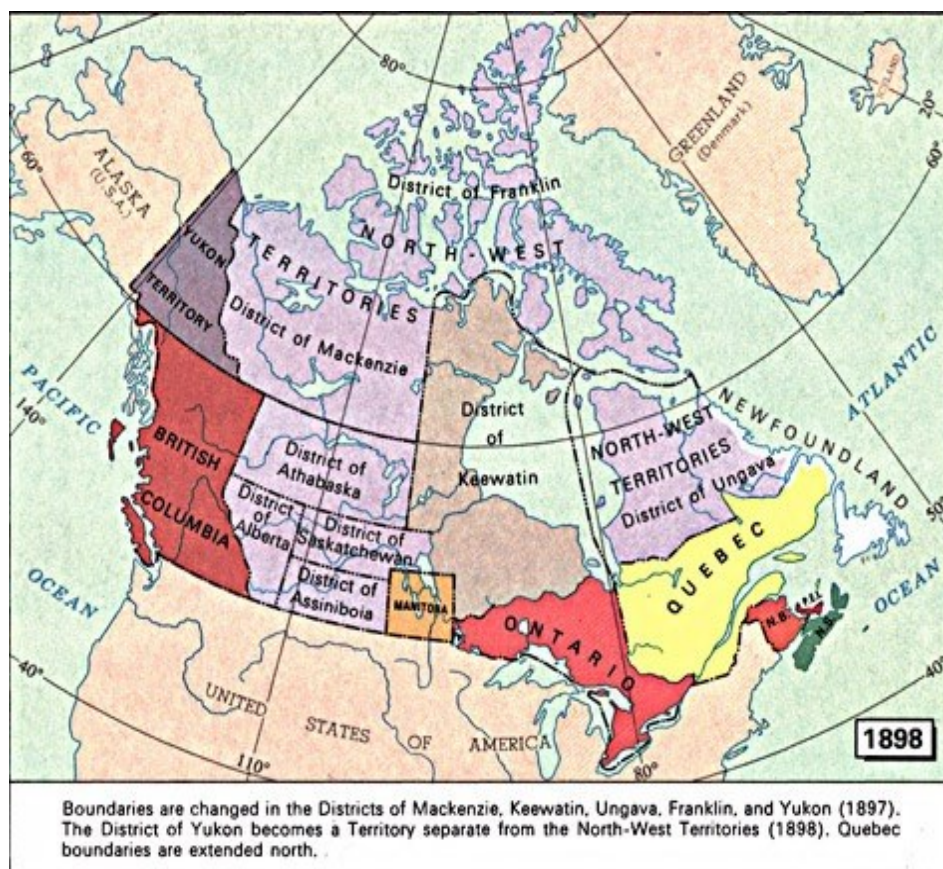 80°
20°
60°
60°
ICELAND
GREENLAND
(Denmark)
ALASKA
(U.S.A.)
District of Franklin
NORTH-WEST
TERRITORIES
YUKON
TERRITORY
District of Mackenzie
PACIFIC
OCEAN
140°
ATLANTIC
OCEAN
NEWFOUNDLAND
District
of
Keewatin
NORTH-WEST
TERRITORIES
District of Ungava
BRITISH
COLUMBIA
District of
Athabaska
District
of
Alberta
District of
Saskatchewan
District of
Assiniboia
MANITOBA
ONTARIO
QUEBEC
N.B.
P.E.I.
N.S.
50°
40°
40°
UNITED
STATES
OF
AMERICA
110°
80°
1898
Boundaries are changed in the Districts of Mackenzie, Keewatin, Ungava, Franklin, and Yukon (1897).
The District of Yukon becomes a Territory separate from the North-West Territories (1898). Quebec
boundaries are extended north.